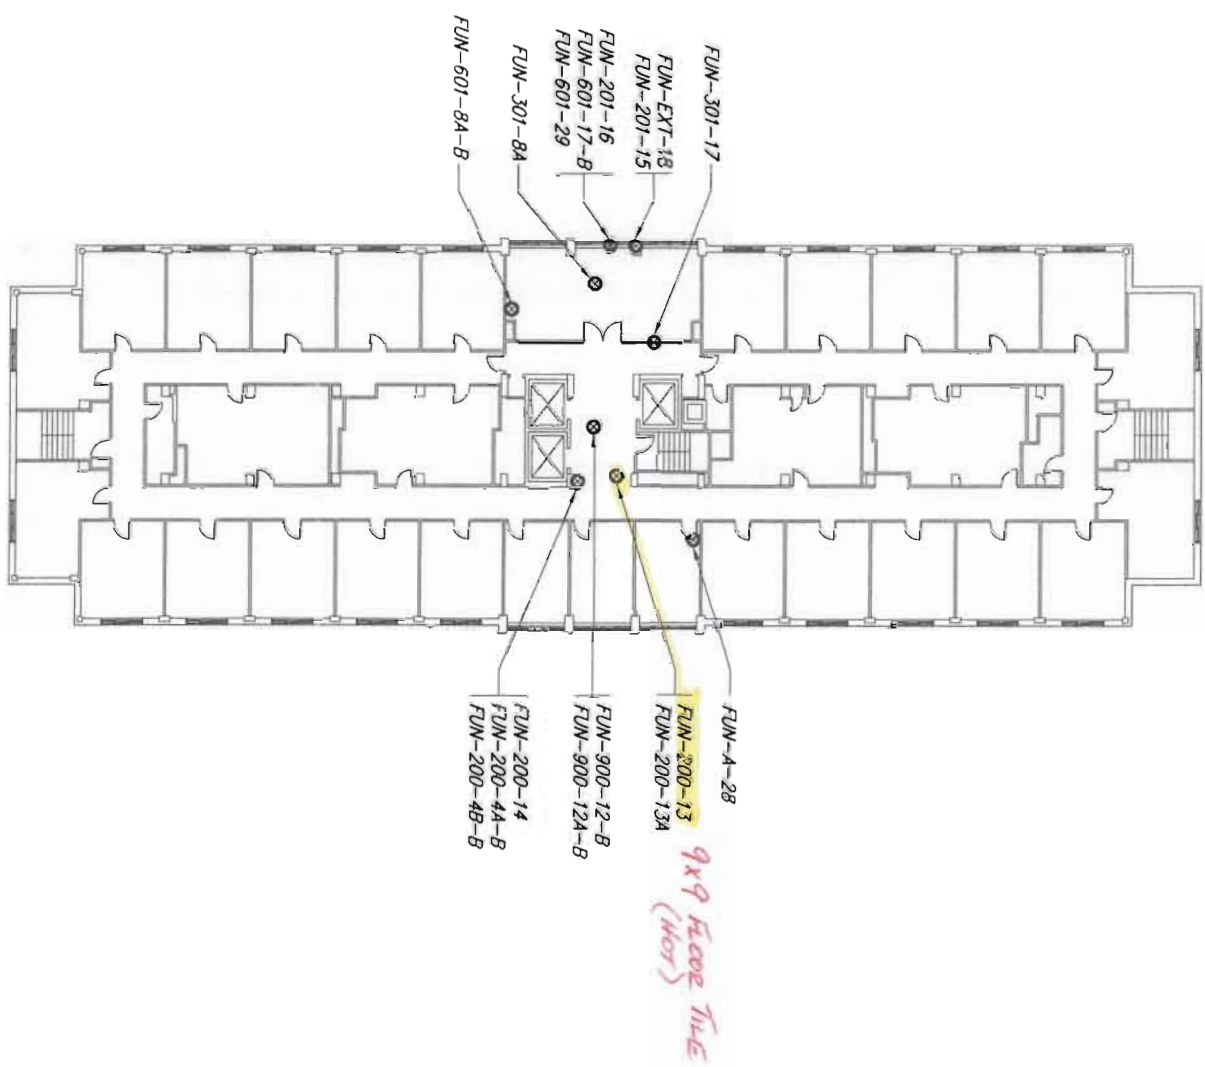 FUN-601-8A-B
FUN-301-8A
FUN-201-16
FUN-601-17-B
FUN-601-29
FUN-EXT-18
FUN-201-15
FUN-301-17
FUN-200-14
FUN-200-4A-B
FUN-200-4B-B
FUN-900-12-B
FUN-900-12A-B
FUN-200-13
FUN-200-13A
FUN-A-28
9x9 FLOOR TILE
(HOT)